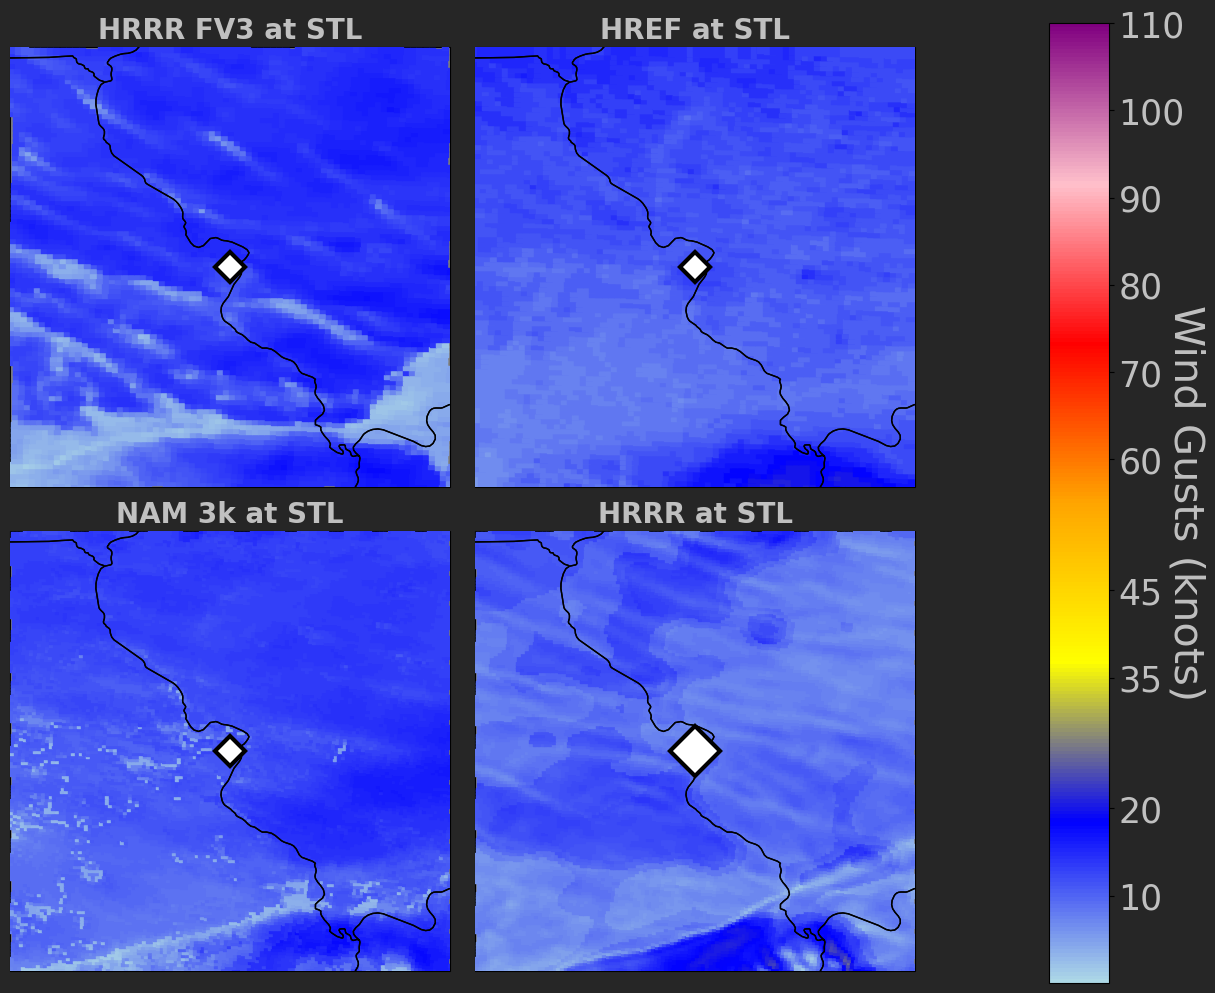 HRRR FV3 at STL
HREF at STL
NAM 3k at STL
HRRR at STL
110
100
90
80
70
60
45
35
20
10
Wind Gusts (knots)